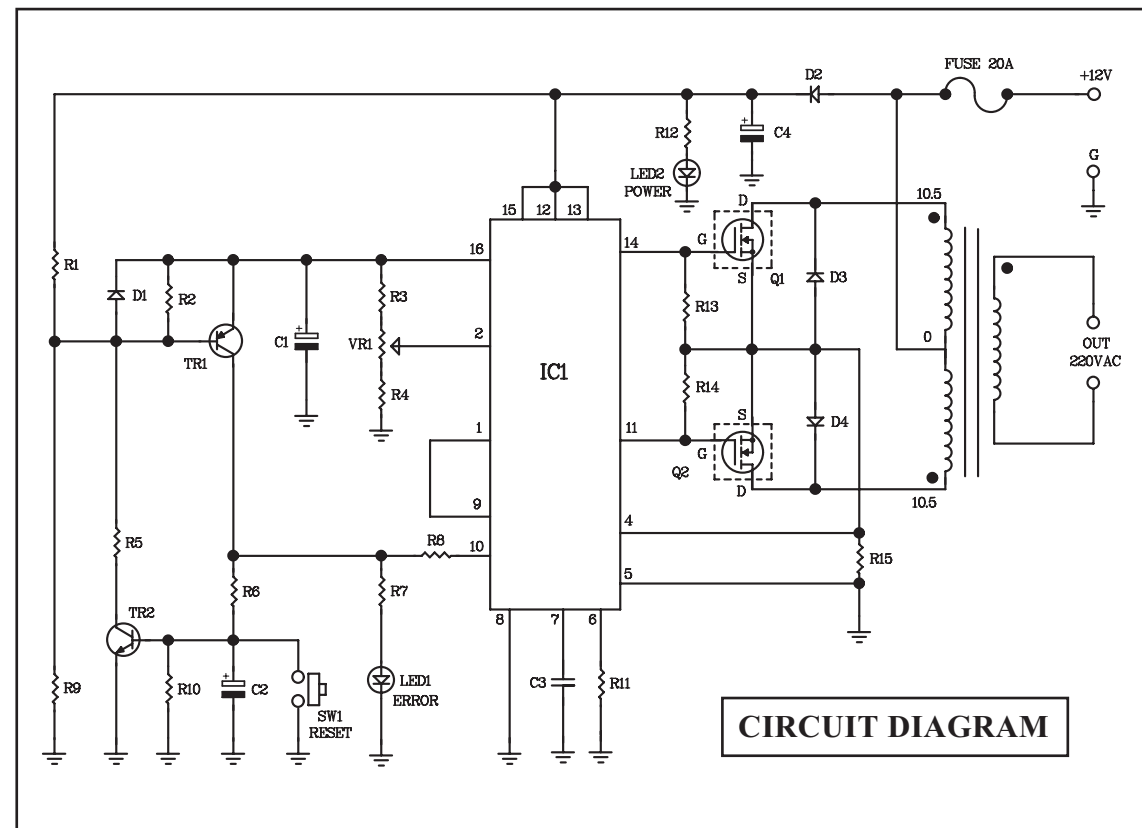 FUSE 20A
D2
+12V
R12
C4
LED2
POWER
G
15
12
13
D
10.5
16
14
G
S
Q1
R1
D1
R2
R3
R13
D3
C1
VR1
2
TR1
IC1
0
OUT
220VAC
R4
R14
S
D4
1
11
G
Q2
D
9
10.5
R5
R8
10
4
R15
R6
R7
5
TR2
8
7
6
R9
R10
C2
LED1
ERROR
C3
R11
SW1
RESET
CIRCUIT DIAGRAM
+
+
+